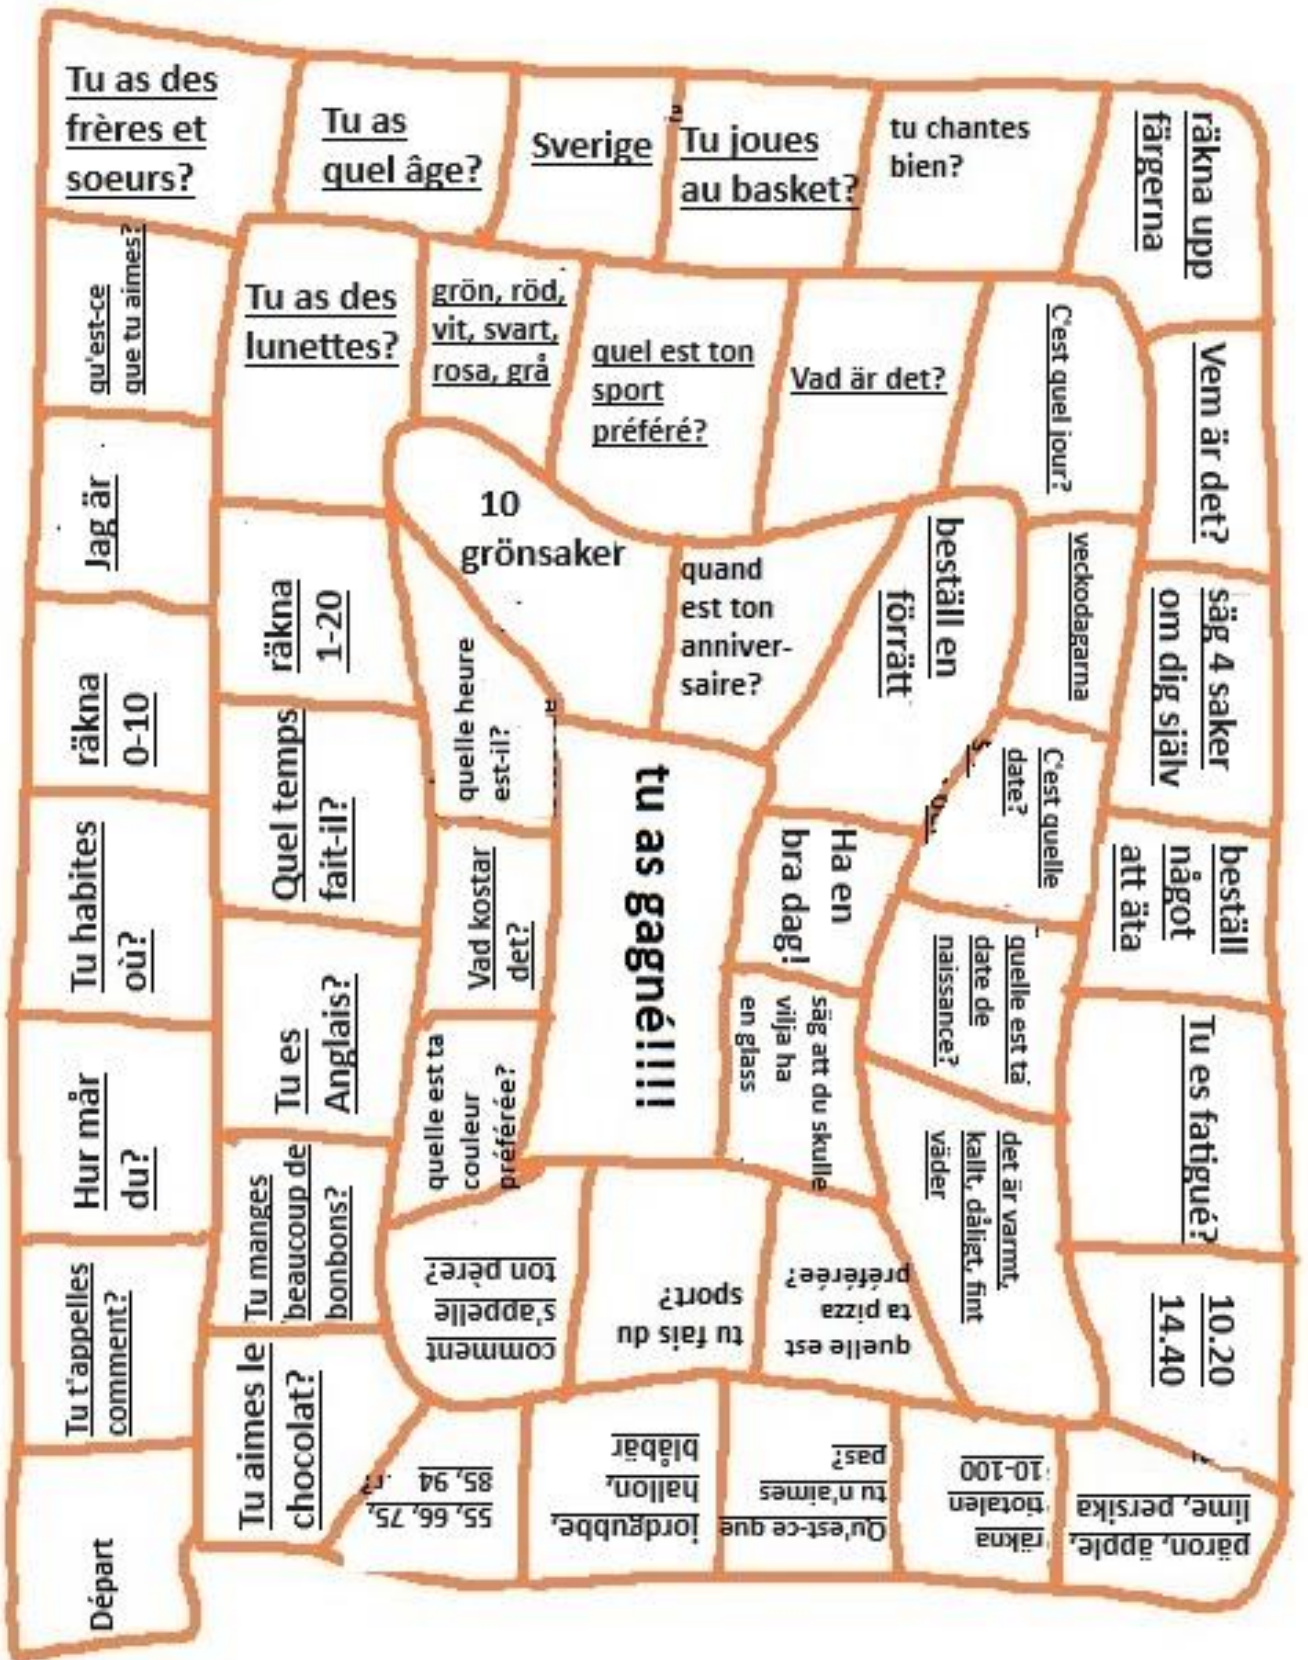 Départ
Tu t'appelles
comment?
Hur mår
du?
Tu habites
où?
räkna
0-10
Jag är
qu'est-ce
que tu aimes?
Tu as des
frères et
soeurs?
Tu as
quel âge?
Sverige
Tu joues
au basket?
tu chantes
bien?
räkna upp
färgerna
Vem är det?
säg 4 saker
om dig själv
beställ
något
att äta
Tu es fatigué?
10.20
14.40
päron, äpple,
lime, persika
räkna
tiotalen
10-100
Qu'est-ce que
tu n'aimes
pas?
jordgubbe,
hallon,
blåbär
55, 66, 75,
85, 94
Tu aimes le
chocolat?
Tu manges
beaucoup de
bonbons?
Tu es
Anglais?
Quel temps
fait-il?
räkna
1-20
Tu as des
lunettes?
grön, röd,
vit, svart,
rosa, grå
quel est ton
sport
préféré?
Vad är det?
C'est quel jour?
veckodagarna
C'est quelle
date?
quelle est ta
date de
naissance?
det är varmt,
kallt, dåligt, fint
väder
quelle est
ta pizza
préférée?
tu fais du
sport?
comment
s'appelle
ton père?
quelle est ta
couleur
préférée?
Vad kostar
det?
quelle heure
est-il?
10
grönsaker
quand
est ton
anniver-
saire?
beställ en
förrätt
Ha en
bra dag!
säg att du skulle
vilja ha
en glass
tu as gagné!!!!